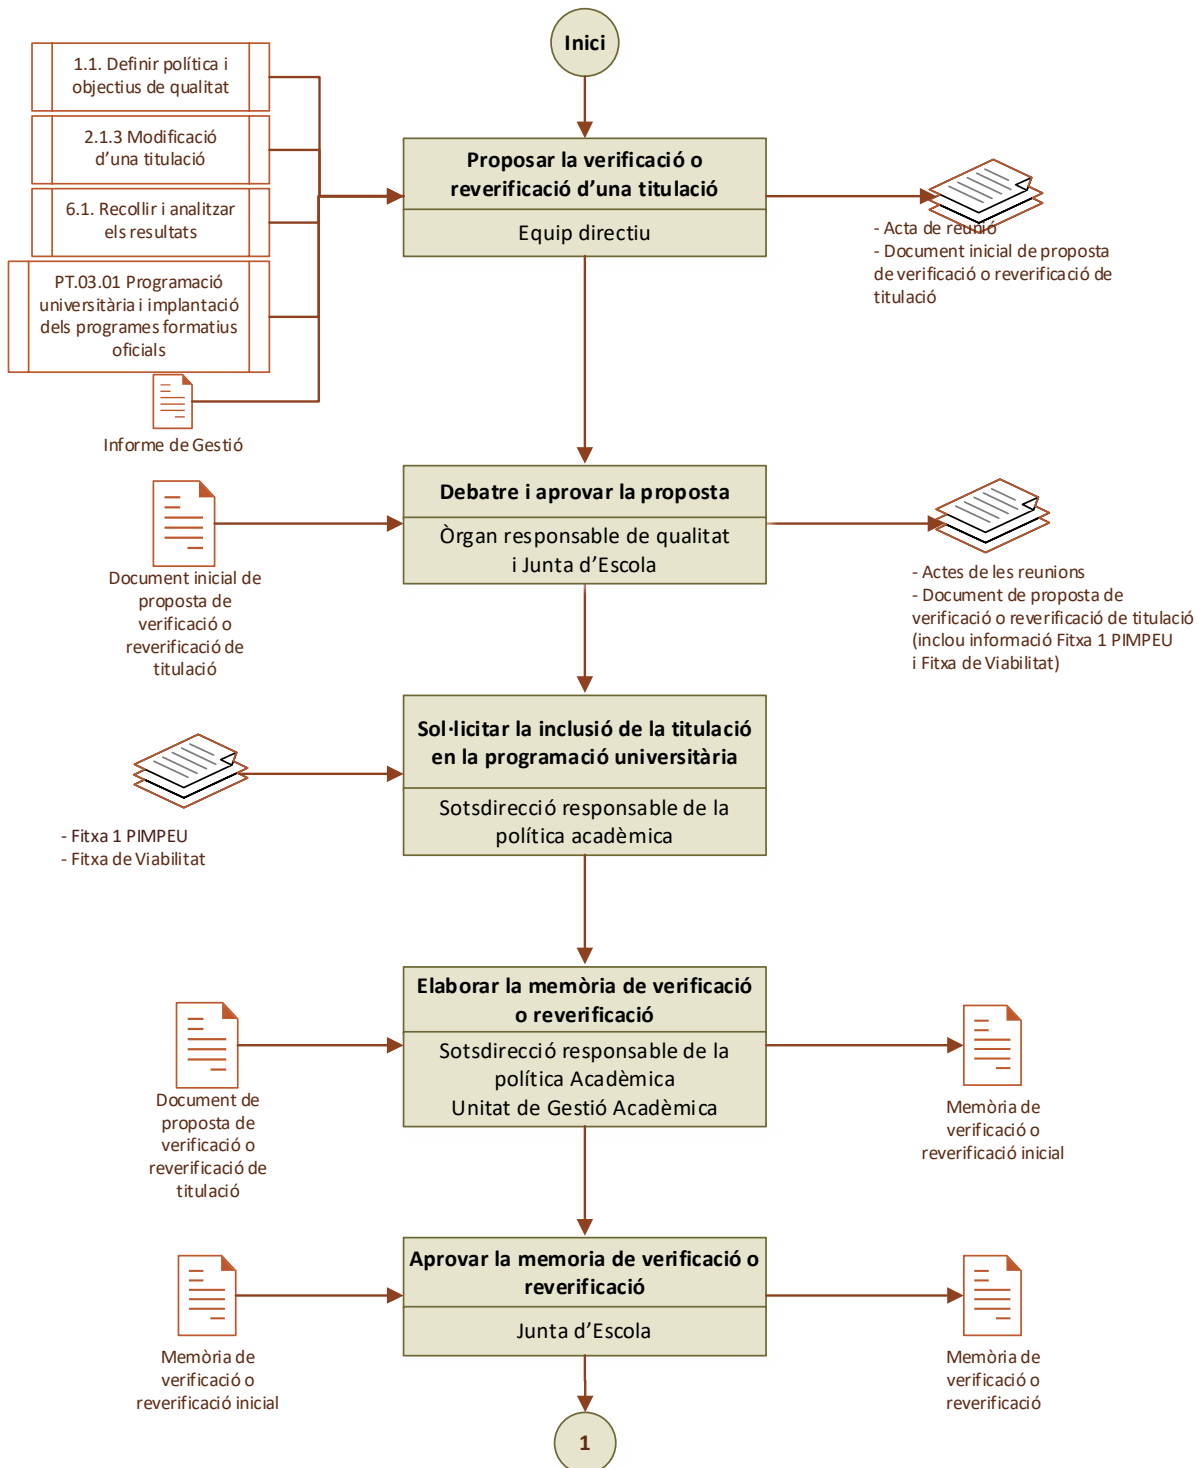 Inici
1.1. Definir política i
objectius de qualitat
2.1.3 Modificació
d'una titulació
6.1. Recollir i analitzar
els resultats
PT.03.01 Programació
universitària i implantació
dels programes formatius
oficials
Informe de Gestió
Proposar la verificació o
reverificació d'una titulació
Equip directiu
- Acta de reunió
- Document inicial de proposta
de verificació o reverificació de
titulació
Document inicial de
proposta de
verificació o
reverificació de
titulació
Debatre i aprovar la proposta
Òrgan responsable de qualitat
i Junta d'Escola
- Actes de les reunions
- Document de proposta de
verificació o reverificació de titulació
(inclou informació Fitxa 1 PIMPEU
i Fitxa de Viabilitat)
- Fitxa 1 PIMPEU
- Fitxa de Viabilitat
Sol·licitar la inclusió de la titulació
en la programació universitària
Sotsdirecció responsable de la
política acadèmica
Document de
proposta de
verificació o
reverificació de
titulació
Elaborar la memòria de verificació
o reverificació
Sotsdirecció responsable de la
política Acadèmica
Unitat de Gestió Acadèmica
Memòria de
verificació o
reverificació inicial
Memòria de
verificació o
reverificació inicial
Aprovar la memoria de verificació o
reverificació
Junta d'Escola
Memòria de
verificació o
reverificació
1